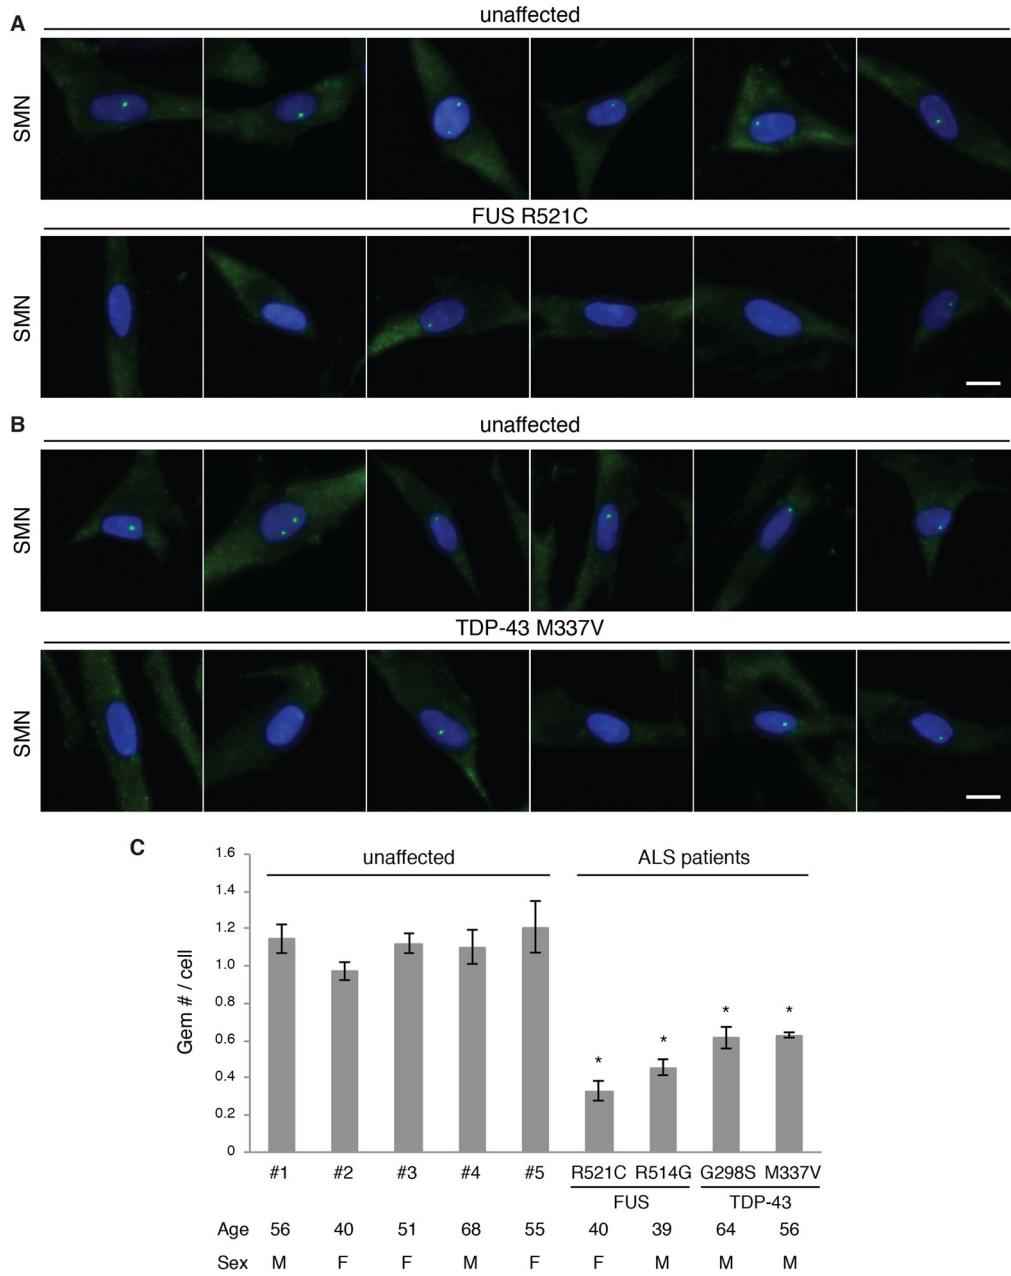 A
unaffected
SMN
FUS R521C
SMN
B
unaffected
SMN
TDP-43 M337V
SMN
C
unaffected ALS patients
Gem # / cell
1.6
1.4
1.2
1.0
0.8
0.6
0.4
0.2
0
* * * *
#1 #2 #3 #4 #5 R521C R514G G298S M337V
FUS TDP-43
Age 56 40 51 68 55 40 39 64 56
Sex M F F M F F M M M